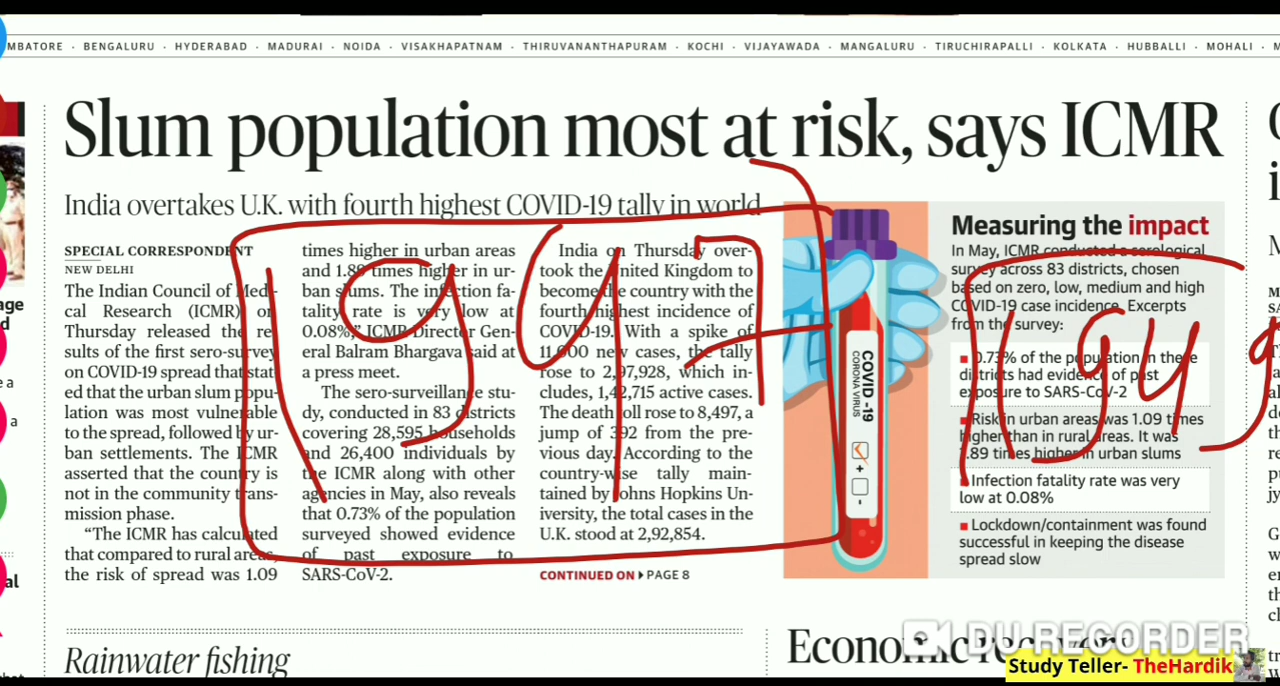 MBATORE · BENGALURU · HYDERABAD · MADURAI · NOIDA · VISAKHAPATNAM · THIRUVANANTHAPURAM · KOCHI · VIJAYAWADA · MANGALURU · TIRUCHIRAPALLI · KOLKATA · HUBBALLI · MOHALI ·
Slum population most at risk, says ICMR
India overtakes U.K. with fourth highest COVID-19 tally in world
SPECIAL CORRESPONDENT
NEW DELHI
The Indian Council of Medi-
cal Research (ICMR) on
Thursday released the re-
sults of the first sero-survey
on COVID-19 spread that stat-
ed that the urban slum popu-
lation was most vulnerable
to the spread, followed by ur-
ban settlements. The ICMR
asserted that the country is
not in the community trans-
mission phase.
“The ICMR has calculated
that compared to rural areas,
the risk of spread was 1.09
times higher in urban areas
and 1.89 times higher in ur-
ban slums. The infection fa-
tality rate is very low at
0.08%,” ICMR Director Gen-
eral Balram Bhargava said at
a press meet.
The sero-surveillance stu-
dy, conducted in 83 districts
covering 28,595 households
and 26,400 individuals by
the ICMR along with other
agencies in May, also reveals
that 0.73% of the population
surveyed showed evidence
of past exposure to
SARS-CoV-2.
India on Thursday over-
took the United Kingdom to
become the country with the
fourth highest incidence of
COVID-19. With a spike of
11,000 new cases, the tally
rose to 2,97,928, which in-
cludes, 1,42,715 active cases.
The death toll rose to 8,497, a
jump of 392 from the pre-
vious day. According to the
country-wise tally main-
tained by Johns Hopkins Un-
iversity, the total cases in the
U.K. stood at 2,92,854.
CONTINUED ON PAGE 8
COVID -19
CORONA VIRUS
Measuring the impact
In May, ICMR conducted a serological
survey across 83 districts, chosen
based on zero, low, medium and high
COVID-19 case incidence. Excerpts
from the survey:
0.73% of the population in these
districts had evidence of past
exposure to SARS-CoV-2
Risk in urban areas was 1.09 times
higher than in rural areas. It was
1.89 times higher in urban slums
Infection fatality rate was very
low at 0.08%
Lockdown/containment was found
successful in keeping the disease
spread slow
1947
1949
Rainwater fishing
Economic
DU RECORDER
Study Teller- TheHardik